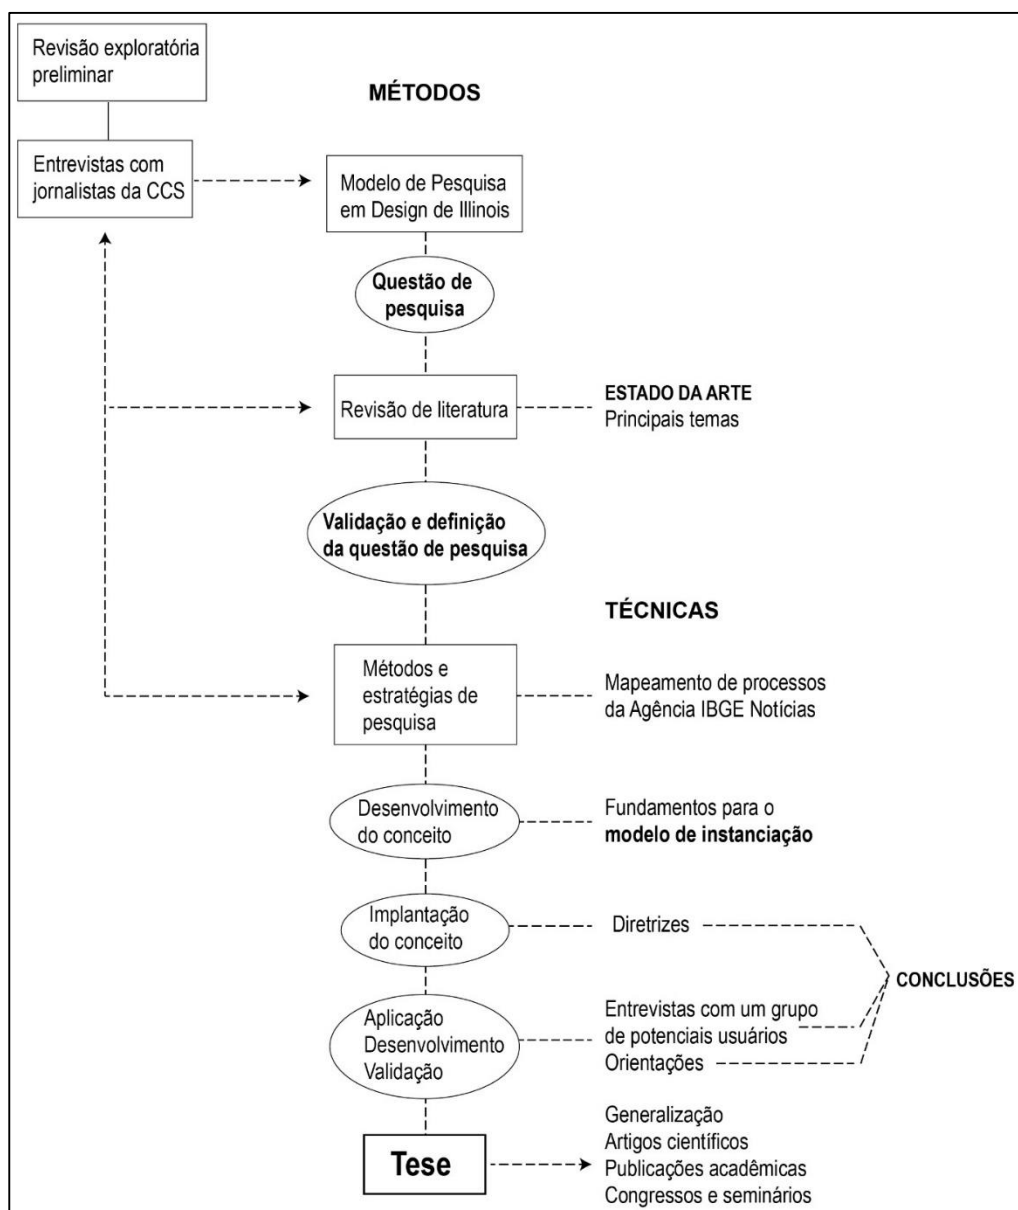 Revisão exploratória
preliminar
MÉTODOS
Entrevistas com
jornalistas da CCS
Modelo de Pesquisa
em Design de Illinois
Questão de
pesquisa
Revisão de literatura
ESTADO DA ARTE
Principais temas
Validação e definição
da questão de pesquisa
TÉCNICAS
Métodos e
estratégias de
pesquisa
Mapeamento de processos
da Agência IBGE Notícias
Desenvolvimento
do conceito
Fundamentos para o
modelo de instanciação
Implantação
do conceito
Diretrizes
CONCLUSÕES
Aplicação
Desenvolvimento
Validação
Entrevistas com um grupo
de potenciais usuários
Orientações
Tese
Generalização
Artigos científicos
Publicações acadêmicas
Congressos e seminários